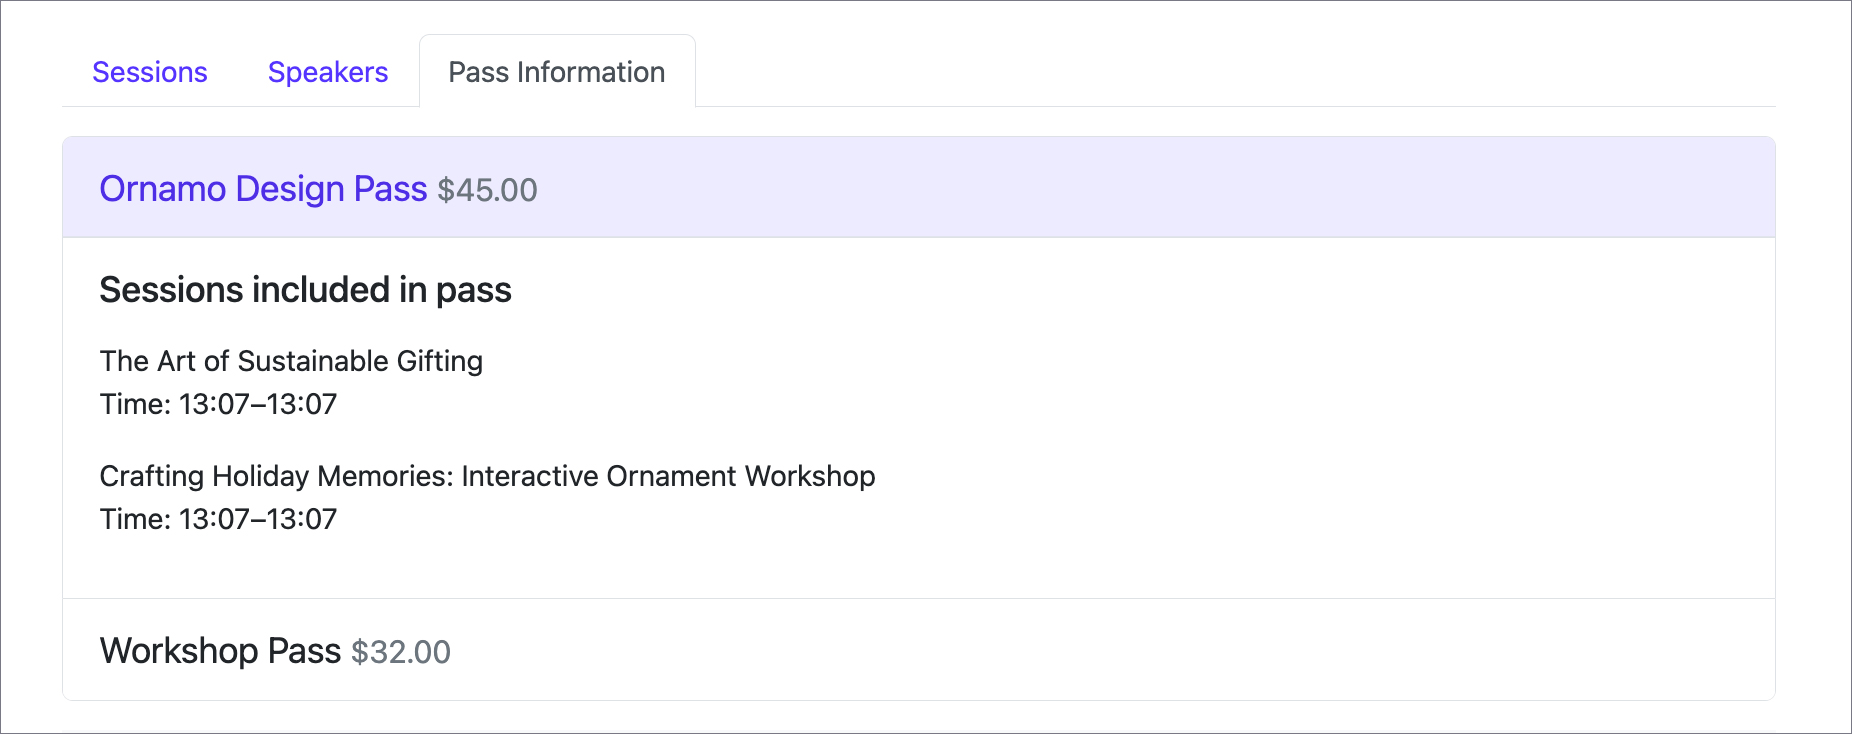 Sessions Speakers Pass Information
Ornamo Design Pass $45.00
Sessions included in pass
The Art of Sustainable Gifting
Time: 13:07–13:07
Crafting Holiday Memories: Interactive Ornament Workshop
Time: 13:07–13:07
Workshop Pass $32.00